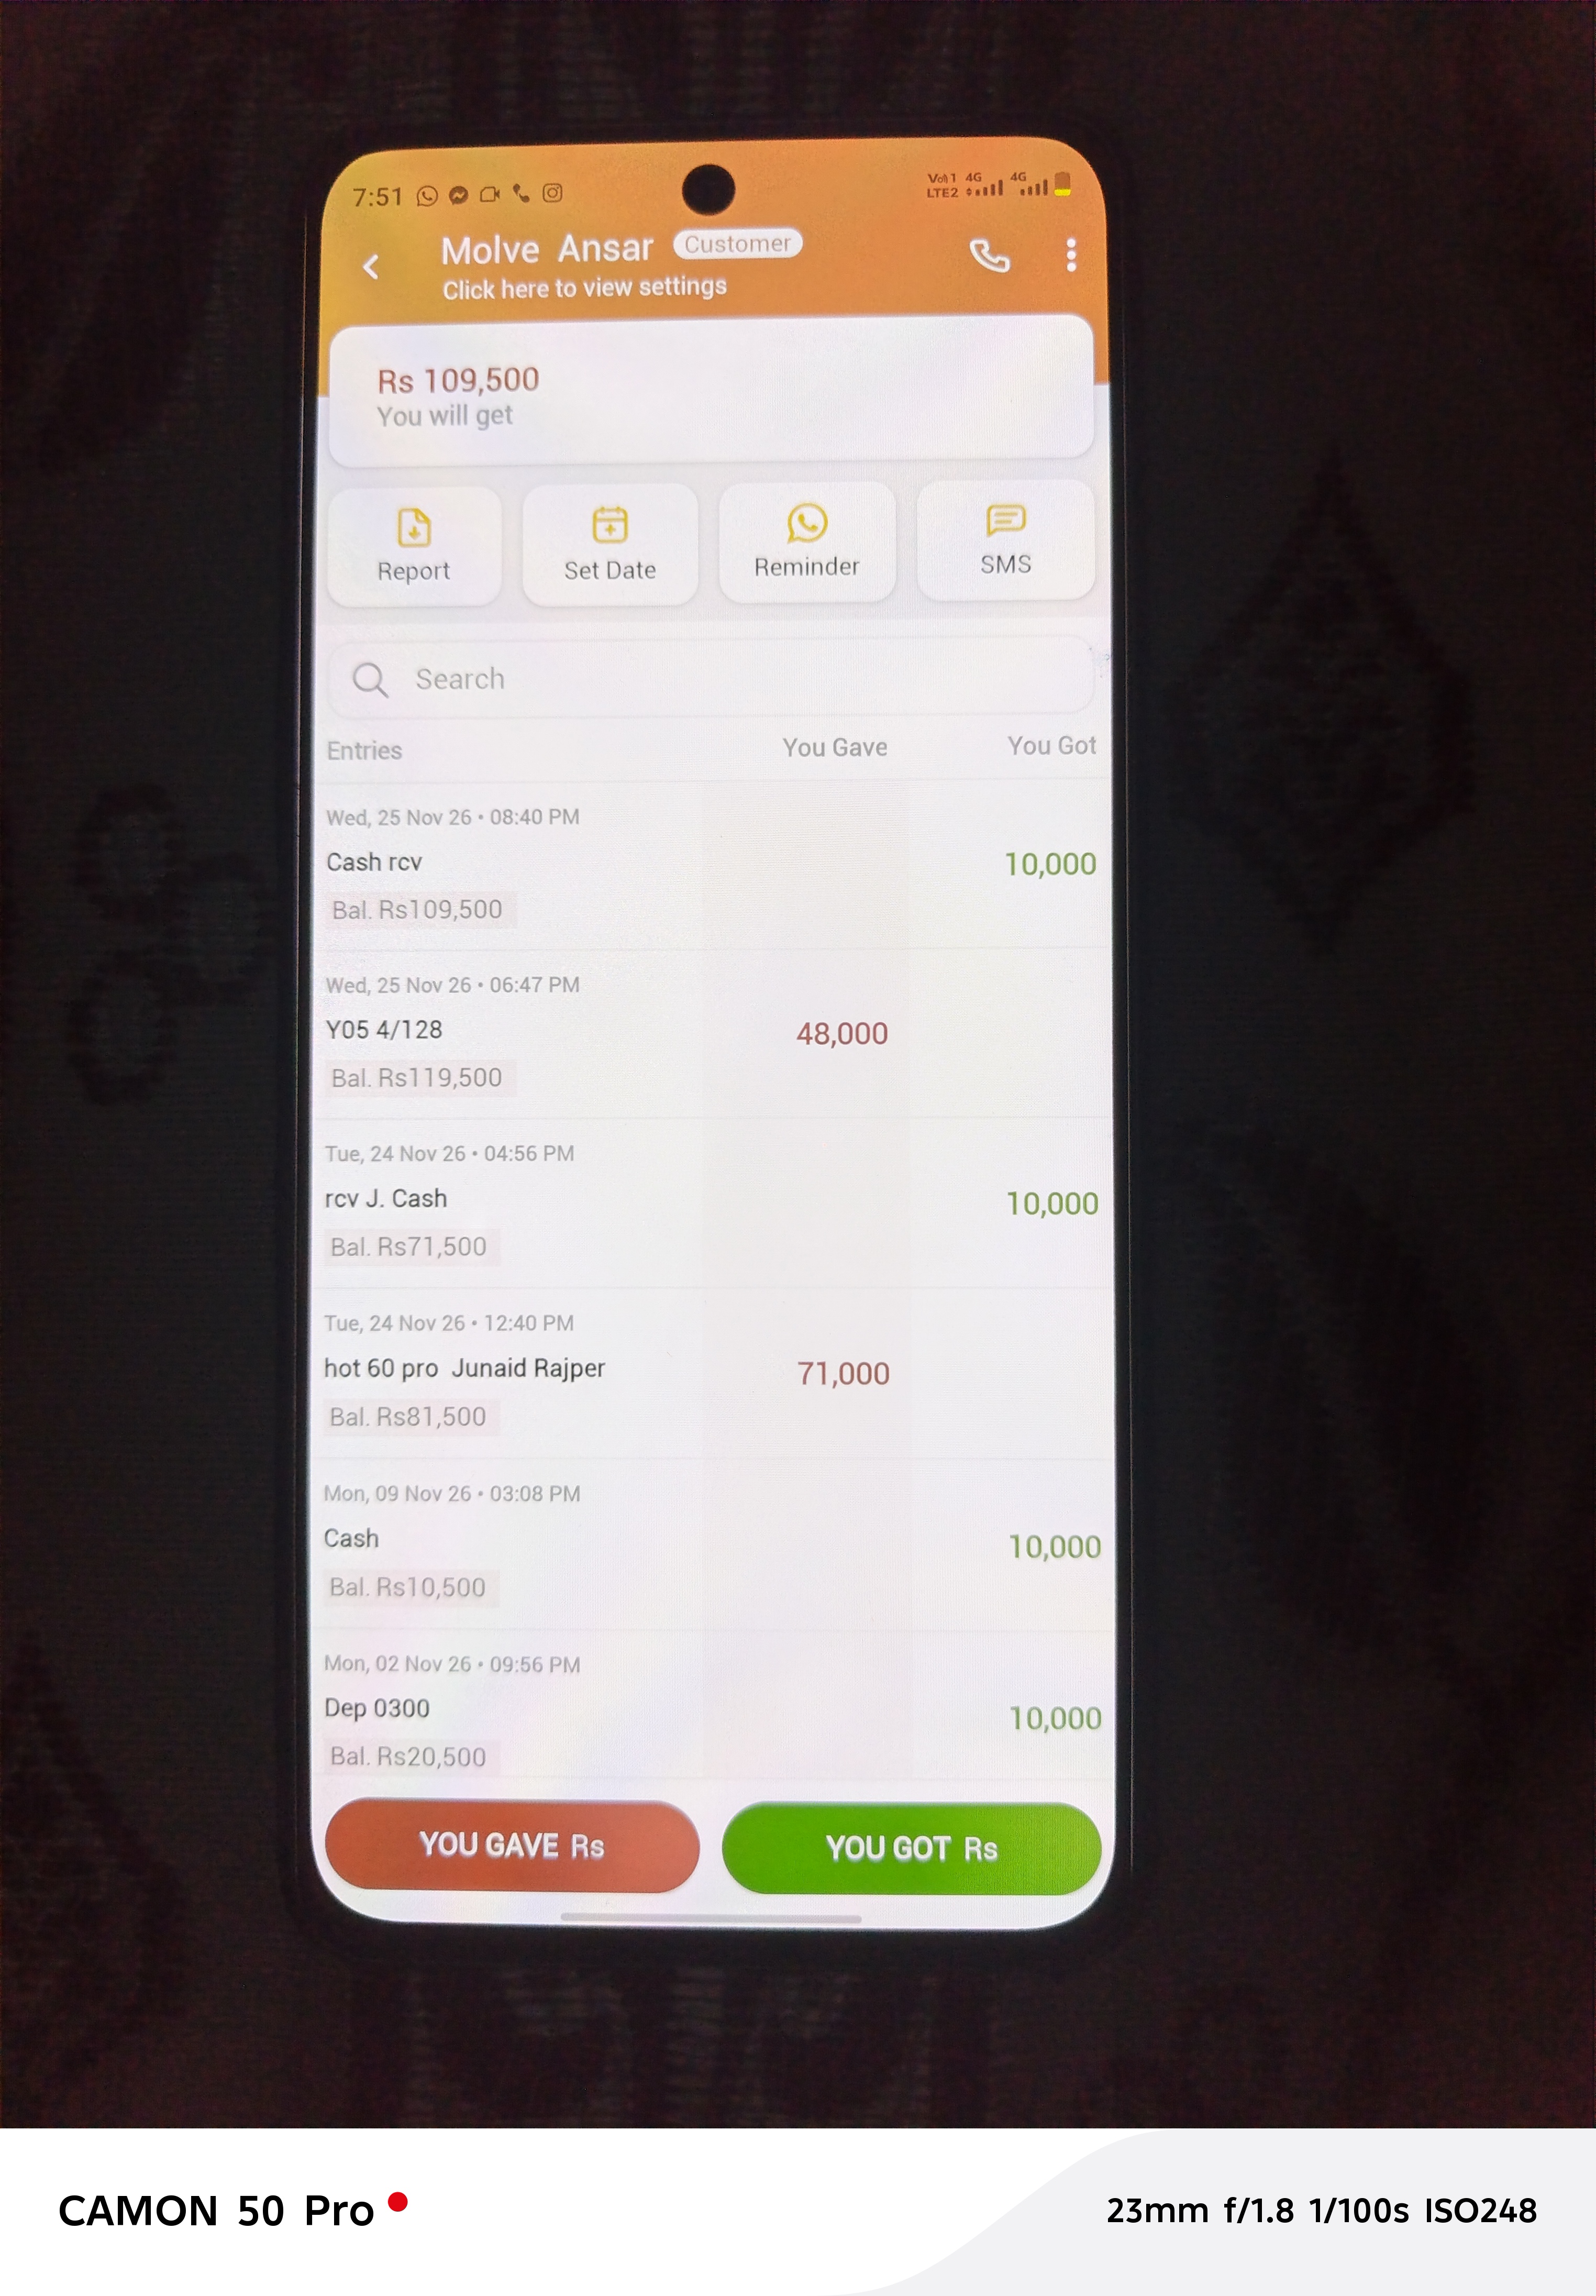 7:51
Vo) 1 4G 4G
LTE2
Molve Ansar Customer
Click here to view settings
Rs 109,500
You will get
Report Set Date Reminder SMS
Search
Entries You Gave You Got
Wed, 25 Nov 26 • 08:40 PM
Cash rcv 10,000
Bal. Rs109,500
Wed, 25 Nov 26 • 06:47 PM
Y05 4/128 48,000
Bal. Rs119,500
Tue, 24 Nov 26 • 04:56 PM
rcv J. Cash 10,000
Bal. Rs71,500
Tue, 24 Nov 26 • 12:40 PM
hot 60 pro Junaid Rajper 71,000
Bal. Rs81,500
Mon, 09 Nov 26 • 03:08 PM
Cash 10,000
Bal. Rs10,500
Mon, 02 Nov 26 • 09:56 PM
Dep 0300 10,000
Bal. Rs20,500
YOU GAVE Rs YOU GOT Rs
CAMON 50 Pro
23mm f/1.8 1/100s ISO248